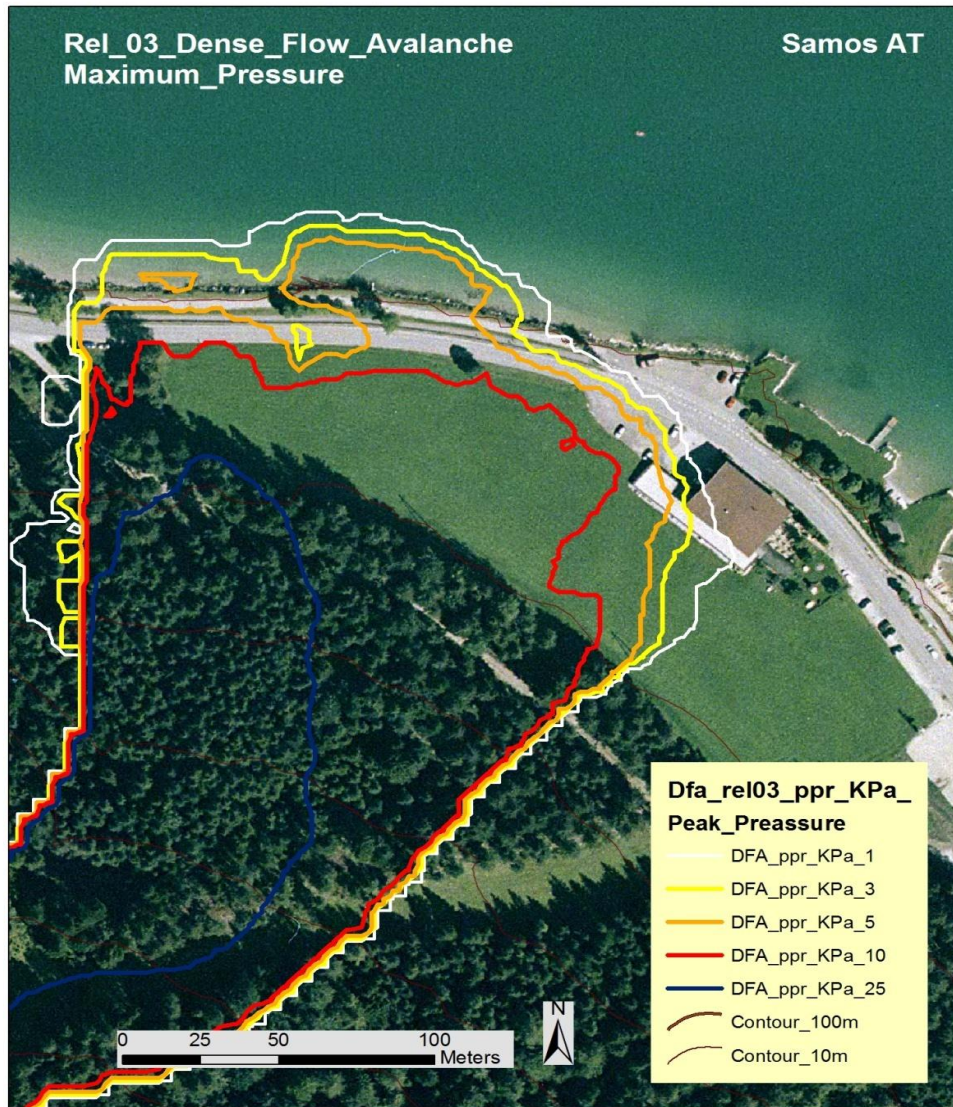 Rel_03_Dense_Flow_Avalanche
Maximum_Pressure
Samos AT
Dfa_rel03_ppr_KPa_
Peak_Preassure
DFA_ppr_KPa_1
DFA_ppr_KPa_3
DFA_ppr_KPa_5
DFA_ppr_KPa_10
DFA_ppr_KPa_25
Contour_100m
Contour_10m
N
0 25 50 100
Meters